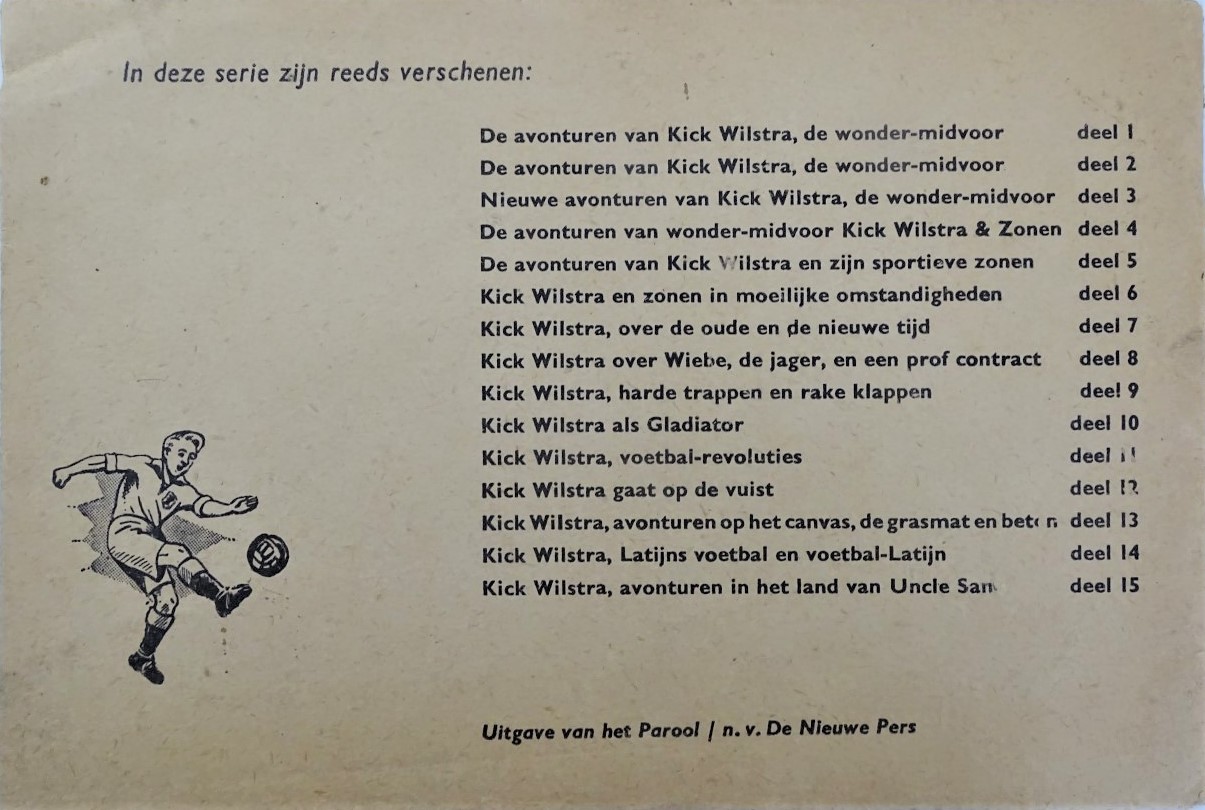 In deze serie zijn reeds verschenen:
De avonturen van Kick Wilstra, de wonder-midvoor deel 1
De avonturen van Kick Wilstra, de wonder-midvoor deel 2
Nieuwe avonturen van Kick Wilstra, de wonder-midvoor deel 3
De avonturen van wonder-midvoor Kick Wilstra & Zonen deel 4
De avonturen van Kick Wilstra en zijn sportieve zonen deel 5
Kick Wilstra en zonen in moeilijke omstandigheden deel 6
Kick Wilstra, over de oude en de nieuwe tijd deel 7
Kick Wilstra over Wiebe, de jager, en een prof contract deel 8
Kick Wilstra, harde trappen en rake klappen deel 9
Kick Wilstra als Gladiator deel 10
Kick Wilstra, voetbal-revoluties deel 11
Kick Wilstra gaat op de vuist deel 12
Kick Wilstra, avonturen op het canvas, de grasmat en beton deel 13
Kick Wilstra, Latijns voetbal en voetbal-Latijn deel 14
Kick Wilstra, avonturen in het land van Uncle Sam deel 15
Uitgave van het Parool / n. v. De Nieuwe Pers